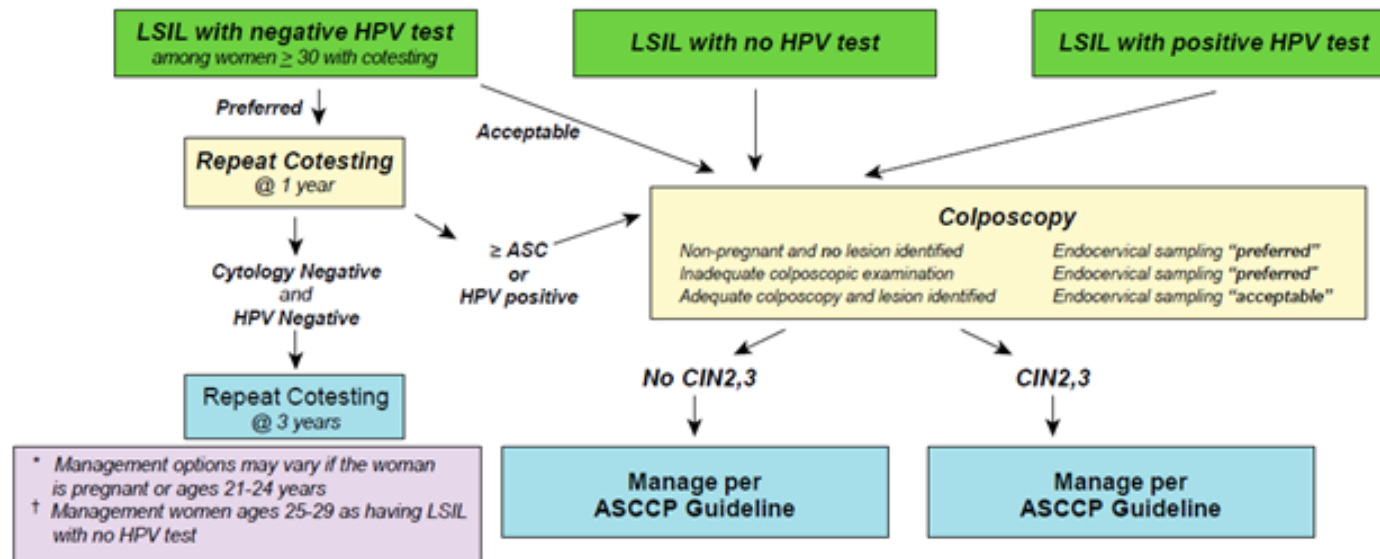 LSIL with negative HPV test
among women ≥ 30 with cotesting
LSIL with no HPV test
LSIL with positive HPV test
Preferred
Acceptable
Repeat Cotesting
@ 1 year
≥ ASC
or
HPV positive
Cytology Negative
and
HPV Negative
Repeat Cotesting
@ 3 years
Colposcopy
Non-pregnant and no lesion identified Endocervical sampling “preferred”
Inadequate colposcopic examination Endocervical sampling “preferred”
Adequate colposcopy and lesion identified Endocervical sampling “acceptable”
No CIN2,3
CIN2,3
Manage per
ASCCP Guideline
Manage per
ASCCP Guideline
* Management options may vary if the woman
is pregnant or ages 21-24 years
† Management women ages 25-29 as having LSIL
with no HPV test